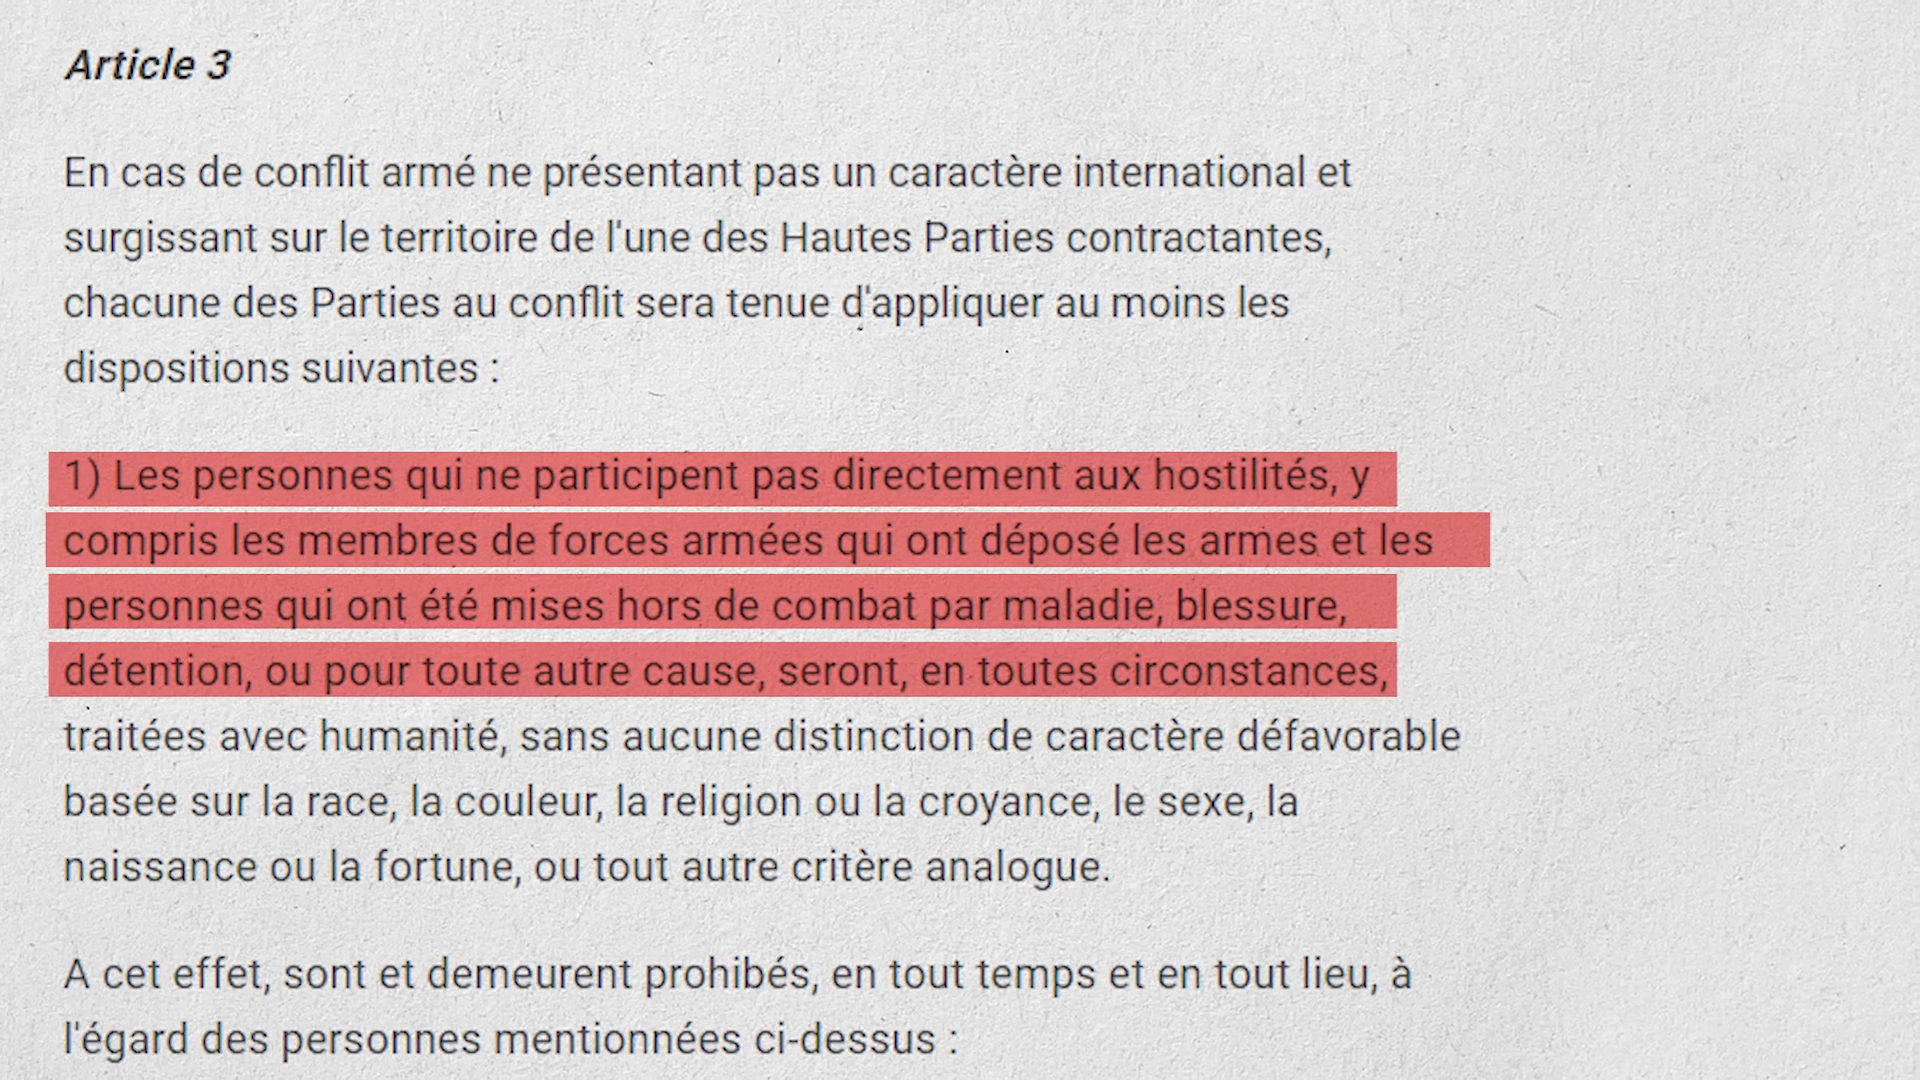 Article 3
En cas de conflit armé ne présentant pas un caractère international et
surgissant sur le territoire de l'une des Hautes Parties contractantes,
chacune des Parties au conflit sera tenue d'appliquer au moins les
dispositions suivantes :
1) Les personnes qui ne participent pas directement aux hostilités, y
compris les membres de forces armées qui ont déposé les armes et les
personnes qui ont été mises hors de combat par maladie, blessure,
détention, ou pour toute autre cause, seront, en toutes circonstances,
traitées avec humanité, sans aucune distinction de caractère défavorable
basée sur la race, la couleur, la religion ou la croyance, le sexe, la
naissance ou la fortune, ou tout autre critère analogue.
A cet effet, sont et demeurent prohibés, en tout temps et en tout lieu, à
l'égard des personnes mentionnées ci-dessus :